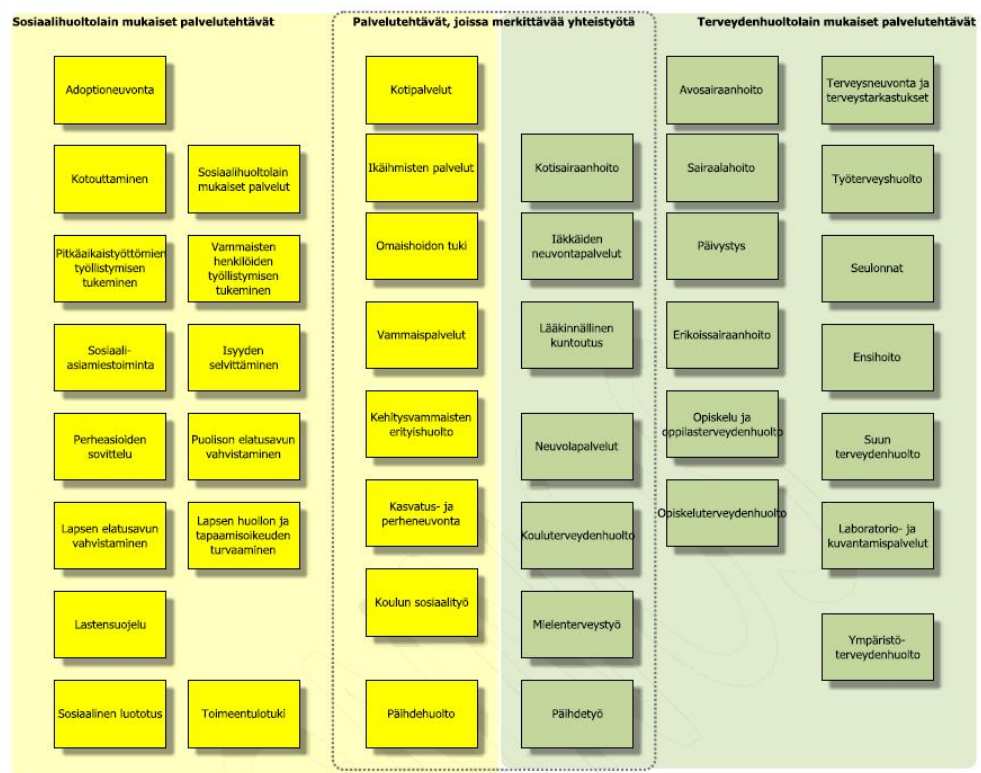 Sosiaalihuoltolain mukaiset palvelutehtävät
Palvelutehtävät, joissa merkittävää yhteistyötä
Terveydenhuoltolain mukaiset palvelutehtävät
Adoptioneuvonta
Kotouttaminen
Sosiaalihuoltolain
mukaiset palvelut
Pitkäaikaistyöttömien
työllistymisen
tukeminen
Vammaisten
henkilöiden
työllistymisen
tukeminen
Sosiaali-
asiamiestoiminta
Isyyden
selvittäminen
Perheasioiden
sovittelu
Puolison elatusavun
vahvistaminen
Lapsen elatusavun
vahvistaminen
Lapsen huollon ja
tapaamisoikeuden
turvaaminen
Lastensuojelu
Sosiaalinen luototus
Toimeentulotuki
Kotipalvelut
Ikäihmisten palvelut
Omaishoidon tuki
Vammaispalvelut
Kehitysvammaisten
erityishuolto
Kasvatus- ja
perheneuvonta
Koulun sosiaalityö
Päihdehuolto
Kotisairaanhoito
Iäkkäiden
neuvontapalvelut
Lääkinnällinen
kuntoutus
Neuvolapalvelut
Kouluterveydenhuolto
Mielenterveystyö
Päihdetyö
Avosairaanhoito
Sairaalahoito
Päivystys
Erikoissairaanhoito
Opiskelu ja
oppilasterveydenhuolto
Opiskeluterveydenhuolto
Terveysneuvonta ja
terveystarkastukset
Työterveyshuolto
Seulonnat
Ensihoito
Suun
terveydenhuolto
Laboratorio- ja
kuvantamispalvelut
Ympäristö-
terveydenhuolto